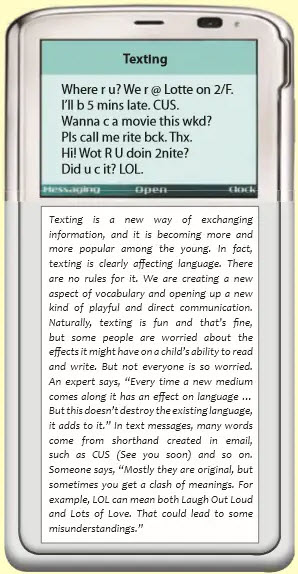 Texting
Where r u? We r @ Lotte on 2/F.
I'll b 5 mins late. CUS.
Wanna c a movie this wkd?
Pls call me rite bck. Thx.
Hi! Wot R U doin 2nite?
Did u c it? LOL.
Messaging Open Clock
Texting is a new way of exchanging
information, and it is becoming more and
more popular among the young. In fact,
texting is clearly affecting language. There
are no rules for it. We are creating a new
aspect of vocabulary and opening up a new
kind of playful and direct communication.
Naturally, texting is fun and that's fine,
but some people are worried about the
effects it might have on a child's ability to read
and write. But not everyone is so worried.
An expert says, "Every time a new medium
comes along it has an effect on language ...
But this doesn't destroy the existing language,
it adds to it." In text messages, many words
come from shorthand created in email,
such as CUS (See you soon) and so on.
Someone says, "Mostly they are original, but
sometimes you get a clash of meanings. For
example, LOL can mean both Laugh Out Loud
and Lots of Love. That could lead to some
misunderstandings."